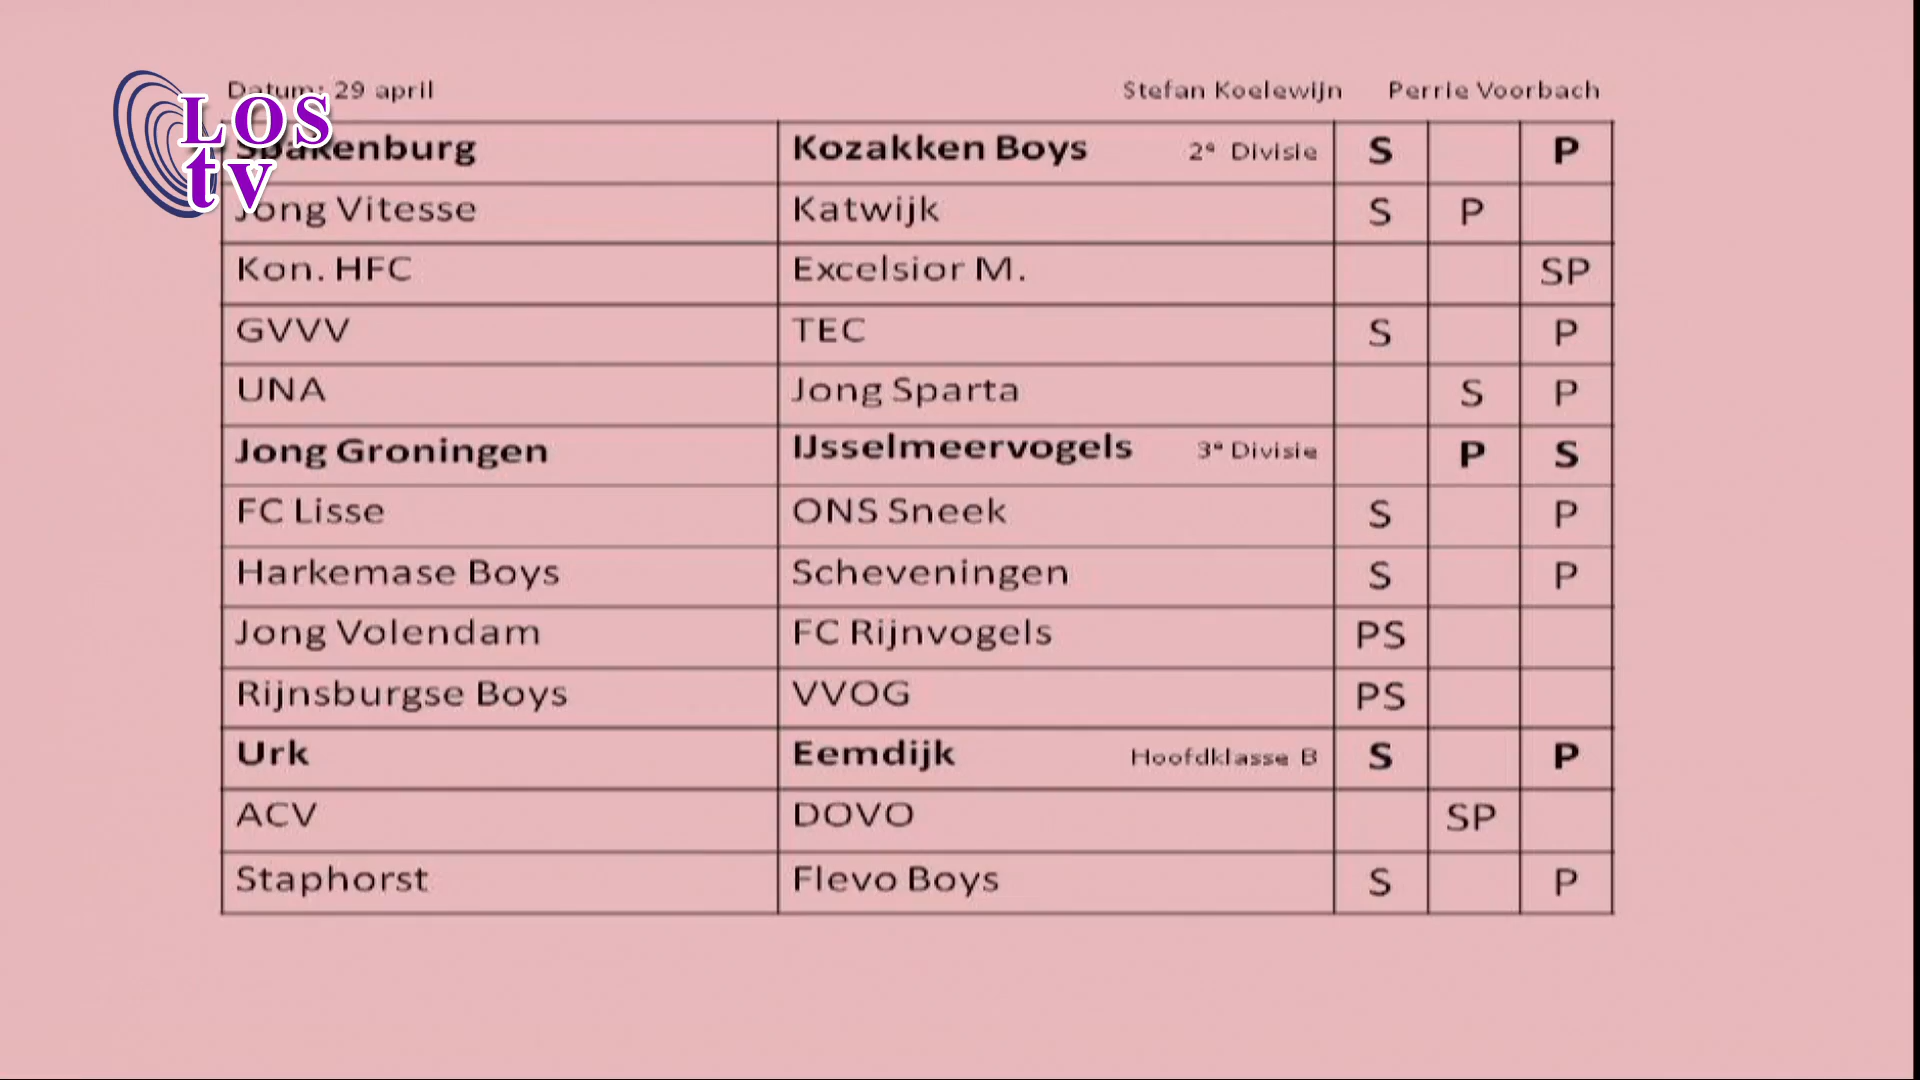 Datum: 29 april Stefan Koelewijn Perrie Voorbach
LOS
tv
Spakenburg Kozakken Boys 2e Divisie S P
Jong Vitesse Katwijk S P
Kon. HFC Excelsior M. SP
GVVV TEC S P
UNA Jong Sparta S P
Jong Groningen IJsselmeervogels 3e Divisie P S
FC Lisse ONS Sneek S P
Harkemase Boys Scheveningen S P
Jong Volendam FC Rijnvogels PS
Rijnsburgse Boys VVOG PS
Urk Eemdijk Hoofdklasse B S P
ACV DOVO SP
Staphorst Flevo Boys S P